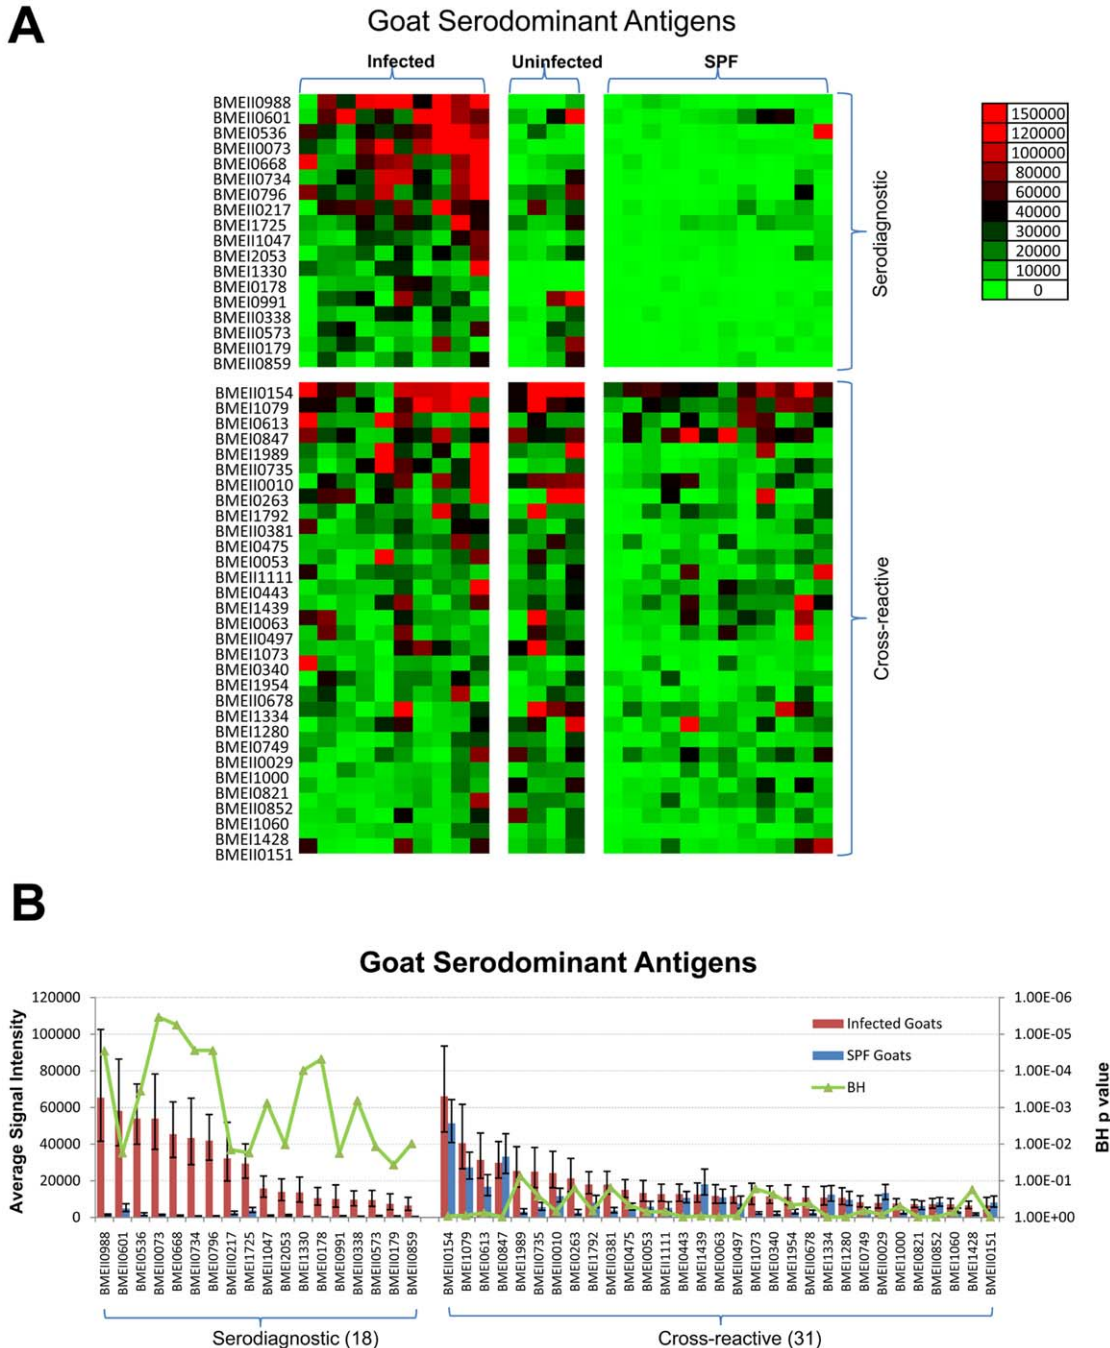 A
Goat Serodominant Antigens
Infected
Uninfected
SPF
BMEII0988
BMEII0601
BMEI0536
BMEII0073
BMEI0668
BMEII0734
BMEI0796
BMEII0217
BMEI1725
BMEII1047
BMEI2053
BMEI1330
BMEI0178
BMEI0991
BMEII0338
BMEII0573
BMEII0179
BMEII0859
Serodiagnostic
150000
120000
100000
80000
60000
40000
30000
20000
10000
0
BMEII0154
BMEI1079
BMEI0613
BMEI0847
BMEI1989
BMEII0735
BMEII0010
BMEI0263
BMEI1792
BMEII0381
BMEI0475
BMEI0053
BMEII1111
BMEI0443
BMEI1439
BMEI0063
BMEII0497
BMEI1073
BMEI0340
BMEI1954
BMEII0678
BMEI1334
BMEI1280
BMEI0749
BMEII0029
BMEI1000
BMEI0821
BMEII0852
BMEI1060
BMEI1428
BMEII0151
Cross-reactive
B
Goat Serodominant Antigens
Average Signal Intensity
120000
100000
80000
60000
40000
20000
0
Infected Goats
SPF Goats
BH
1.00E-06
1.00E-05
1.00E-04
1.00E-03
1.00E-02
1.00E-01
1.00E+00
BH p value
BMEII0988
BMEII0601
BMEI0536
BMEII0073
BMEI0668
BMEII0734
BMEI0796
BMEII0217
BMEI1725
BMEII1047
BMEI2053
BMEI1330
BMEI0178
BMEI0991
BMEII0338
BMEII0573
BMEII0179
BMEII0859
BMEII0154
BMEI1079
BMEI0613
BMEI0847
BMEI1989
BMEII0735
BMEII0010
BMEI0263
BMEI1792
BMEII0381
BMEI0475
BMEI0053
BMEII1111
BMEI0443
BMEI1439
BMEI0063
BMEII0497
BMEI1073
BMEI0340
BMEI1954
BMEII0678
BMEI1334
BMEI1280
BMEI0749
BMEII0029
BMEI1000
BMEI0821
BMEII0852
BMEI1060
BMEI1428
BMEII0151
Serodiagnostic (18)
Cross-reactive (31)